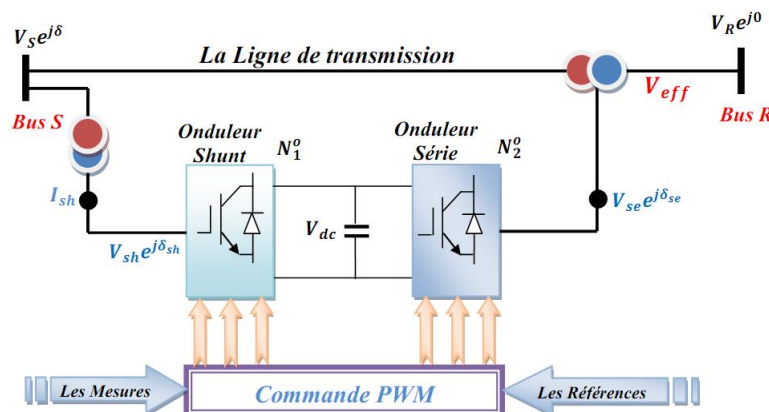 V_S e^{jδ}
La Ligne de transmission
V_R e^{j0}
V_eff
Bus S
Bus R
Onduleur
Shunt
N_1^o
Onduleur
Série
N_2^o
I_sh
V_dc
V_se e^{jδ_se}
V_sh e^{jδ_sh}
Les Mesures
Commande PWM
Les Références